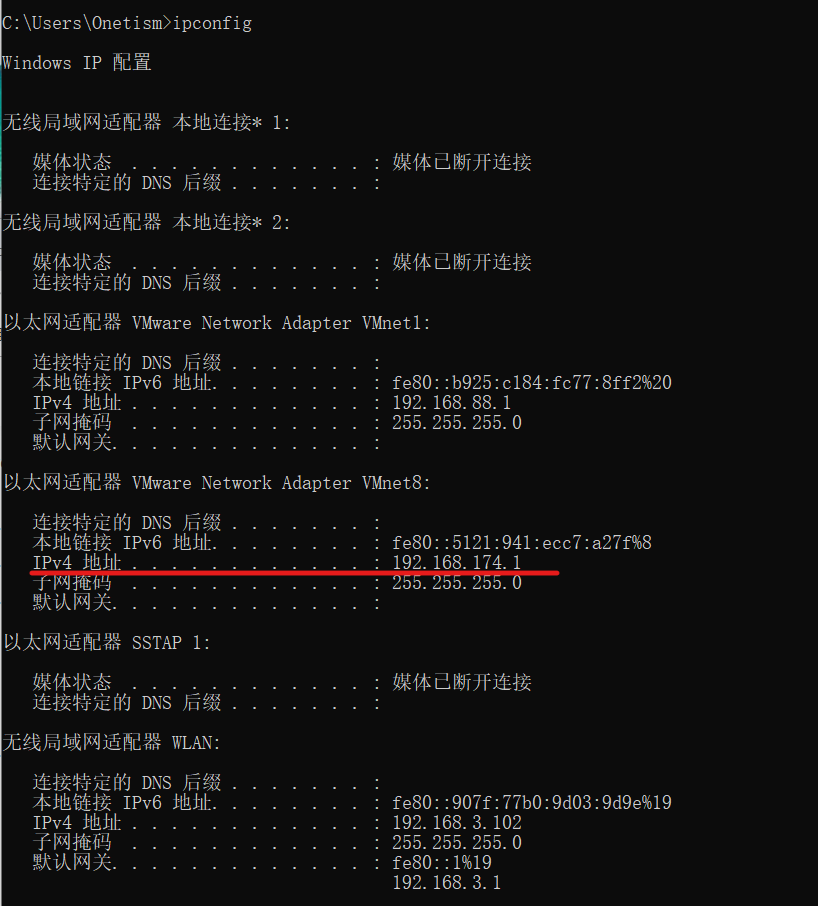 C:\Users\Onetism>ipconfig
Windows IP 配置
无线局域网适配器 本地连接* 1:
媒体状态 . . . . . . . . . . . . : 媒体已断开连接
连接特定的 DNS 后缀 . . . . . . . :
无线局域网适配器 本地连接* 2:
媒体状态 . . . . . . . . . . . . : 媒体已断开连接
连接特定的 DNS 后缀 . . . . . . . :
以太网适配器 VMware Network Adapter VMnet1:
连接特定的 DNS 后缀 . . . . . . . :
本地链接 IPv6 地址. . . . . . . . : fe80::b925:c184:fc77:8ff2%20
IPv4 地址 . . . . . . . . . . . . : 192.168.88.1
子网掩码 . . . . . . . . . . . . : 255.255.255.0
默认网关. . . . . . . . . . . . . :
以太网适配器 VMware Network Adapter VMnet8:
连接特定的 DNS 后缀 . . . . . . . :
本地链接 IPv6 地址. . . . . . . . : fe80::5121:941:ecc7:a27f%8
IPv4 地址 . . . . . . . . . . . . : 192.168.174.1
子网掩码 . . . . . . . . . . . . : 255.255.255.0
默认网关. . . . . . . . . . . . . :
以太网适配器 SSTAP 1:
媒体状态 . . . . . . . . . . . . : 媒体已断开连接
连接特定的 DNS 后缀 . . . . . . . :
无线局域网适配器 WLAN:
连接特定的 DNS 后缀 . . . . . . . :
本地链接 IPv6 地址. . . . . . . . : fe80::907f:77b0:9d03:9d9e%19
IPv4 地址 . . . . . . . . . . . . : 192.168.3.102
子网掩码 . . . . . . . . . . . . : 255.255.255.0
默认网关. . . . . . . . . . . . . : fe80::1%19
192.168.3.1